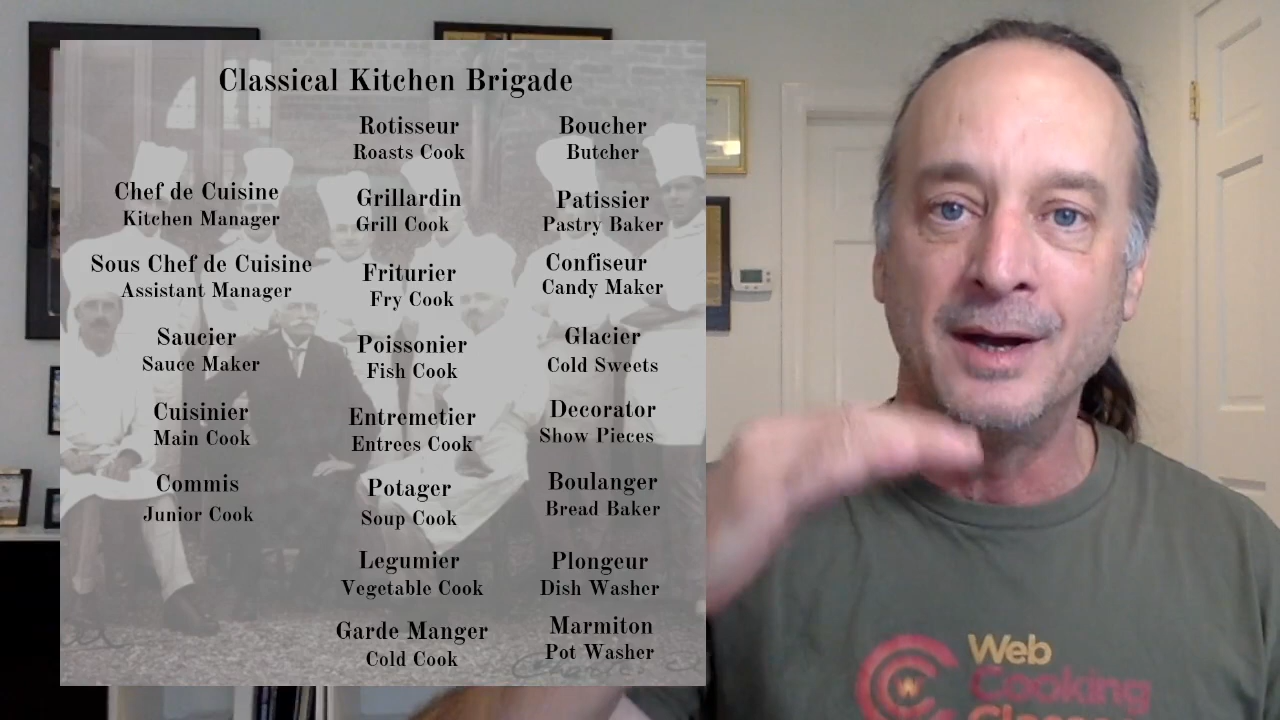 Classical Kitchen Brigade
Chef de Cuisine
Kitchen Manager
Sous Chef de Cuisine
Assistant Manager
Saucier
Sauce Maker
Cuisinier
Main Cook
Commis
Junior Cook
Rotisseur
Roasts Cook
Grillardin
Grill Cook
Friturier
Fry Cook
Poissonier
Fish Cook
Entremetier
Entrees Cook
Potager
Soup Cook
Legumier
Vegetable Cook
Garde Manger
Cold Cook
Boucher
Butcher
Patissier
Pastry Baker
Confiseur
Candy Maker
Glacier
Cold Sweets
Decorator
Show Pieces
Boulanger
Bread Baker
Plongeur
Dish Washer
Marmiton
Pot Washer
W
Web
Cooking